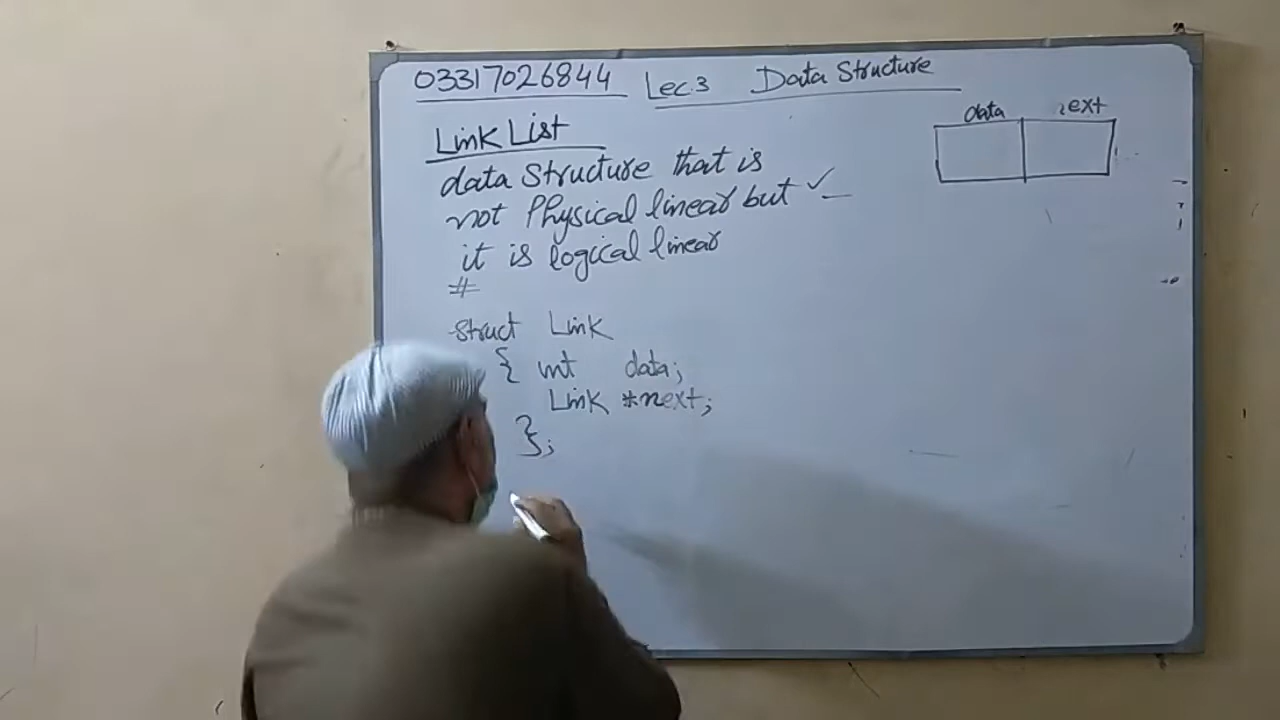 03317026844 Lec.3 Data Structure
data next
Link List
data Structure that is
not Physical linear but ✓
it is logical linear
#
struct Link
{ int data;
Link *next;
};